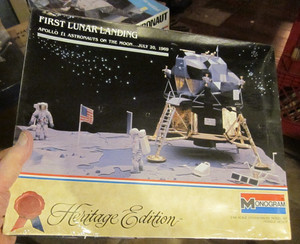 FIRST LUNAR LANDING
APOLLO 11 ASTRONAUTS ON THE MOON...JULY 20, 1969
Heritage Edition
MONOGRAM